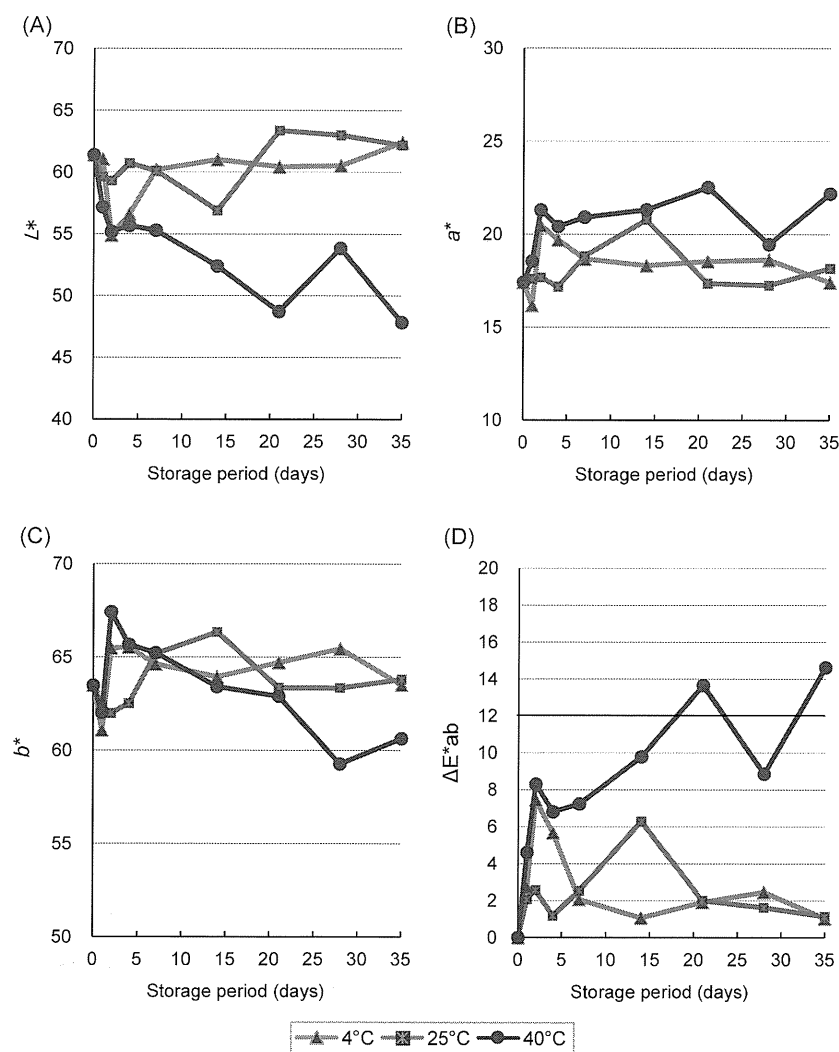 (A)
70
65
60
55
50
45
40
L*
0 5 10 15 20 25 30 35
Storage period (days)
(B)
30
25
20
15
10
a*
0 5 10 15 20 25 30 35
Storage period (days)
(C)
70
65
60
55
50
b*
0 5 10 15 20 25 30 35
Storage period (days)
(D)
20
18
16
14
12
10
8
6
4
2
0
ΔE*ab
0 5 10 15 20 25 30 35
Storage period (days)
4°C 25°C 40°C